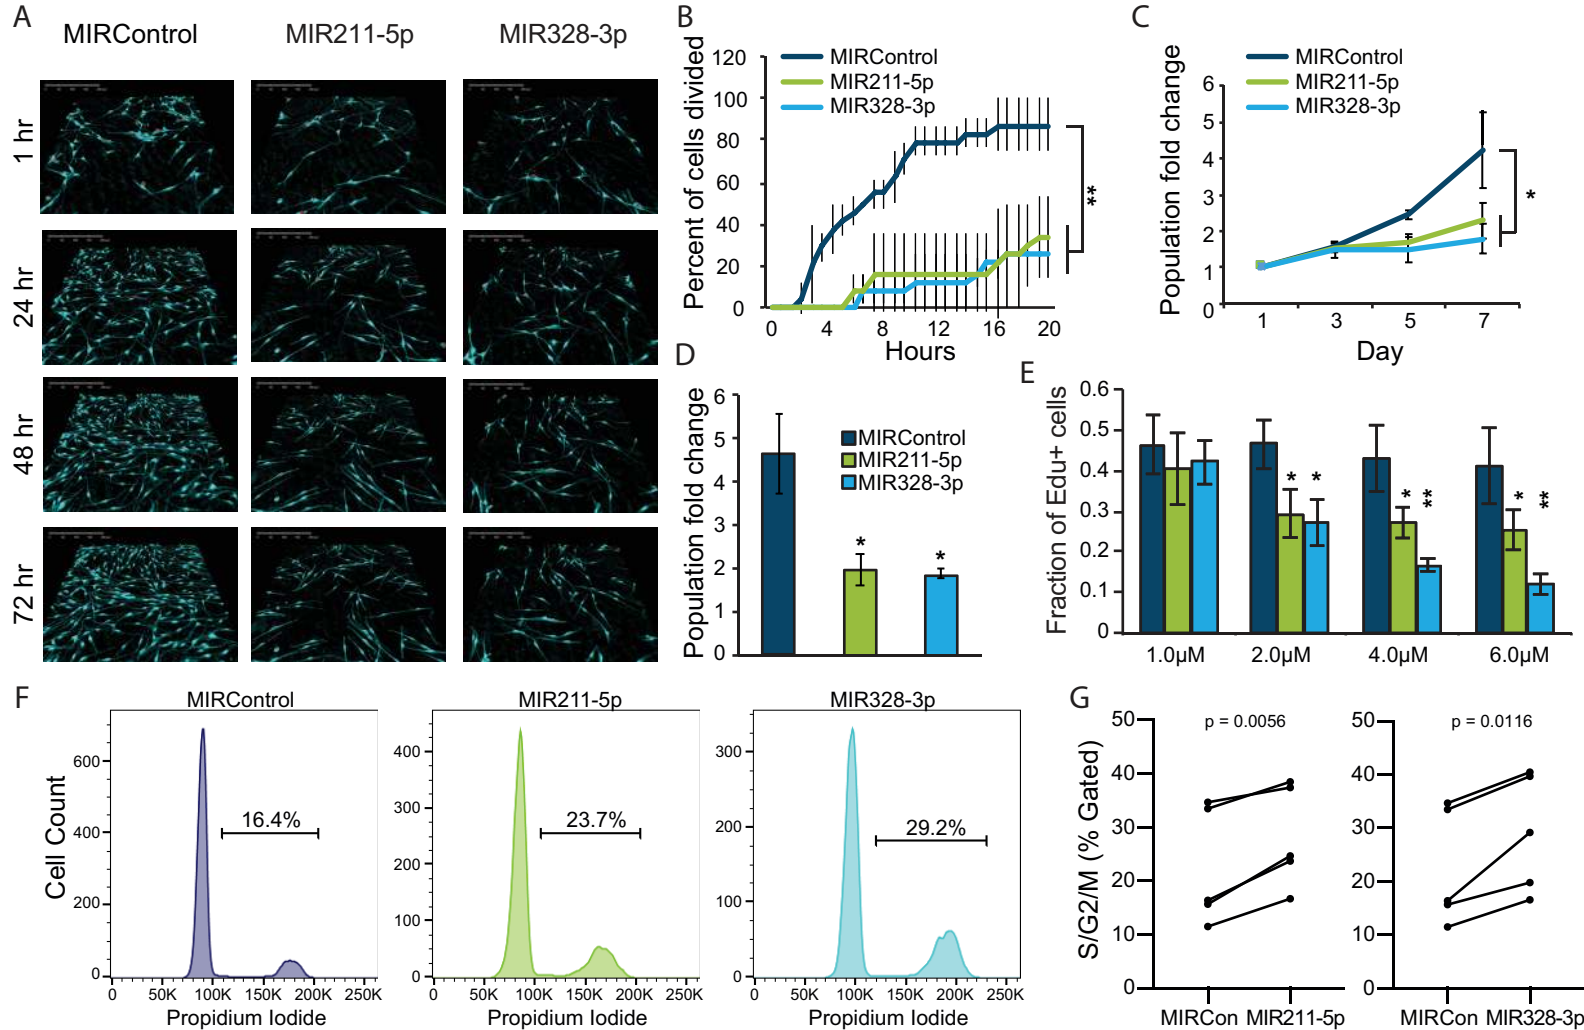 A
MIRControl
MIR211-5p
MIR328-3p
1 hr
24 hr
48 hr
72 hr
B
Percent of cells divided
120
100
80
60
40
20
0
MIRControl
MIR211-5p
MIR328-3p
**
0 4 8 12 16 20
Hours
C
Population fold change
6
5
4
3
2
1
0
MIRControl
MIR211-5p
MIR328-3p
*
1 3 5 7
Day
D
Population fold change
6
5
4
3
2
1
0
MIRControl
MIR211-5p
MIR328-3p
* *
E
Fraction of Edu+ cells
0.6
0.5
0.4
0.3
0.2
0.1
0
* * * ** * **
1.0µM 2.0µM 4.0µM 6.0µM
F
MIRControl
Cell Count
600
400
200
0
16.4%
0 50K 100K 150K 200K 250K
Propidium Iodide
MIR211-5p
400
300
200
100
0
23.7%
0 50K 100K 150K 200K 250K
Propidium Iodide
MIR328-3p
300
200
100
0
29.2%
0 50K 100K 150K 200K 250K
Propidium Iodide
G
S/G2/M (% Gated)
50
40
30
20
10
0
p = 0.0056
MIRCon MIR211-5p
50
40
30
20
10
0
p = 0.0116
MIRCon MIR328-3p